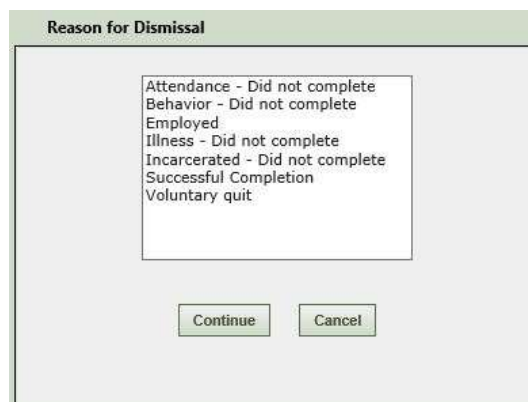 Reason for Dismissal
Attendance - Did not complete
Behavior - Did not complete
Employed
Illness - Did not complete
Incarcerated - Did not complete
Successful Completion
Voluntary quit
Continue Cancel